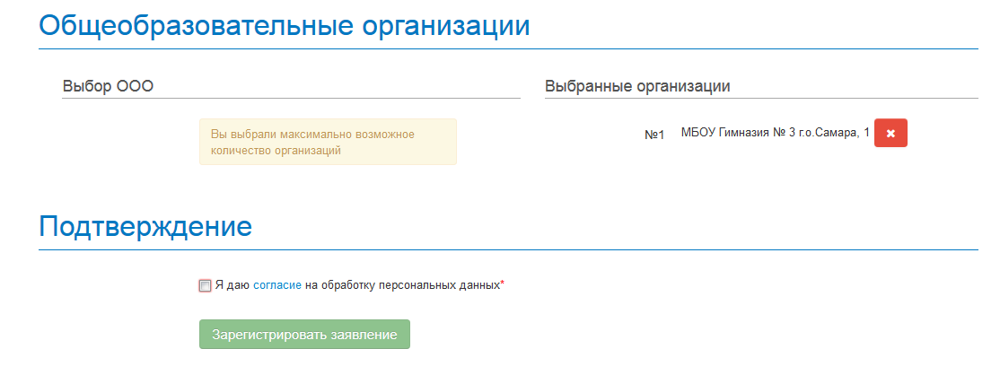 Общеобразовательные организации
Выбор ООО
Выбранные организации
Вы выбрали максимально возможное
количество организаций
№1 МБОУ Гимназия № 3 г.о.Самара, 1
Подтверждение
Я даю согласие на обработку персональных данных*
Зарегистрировать заявление